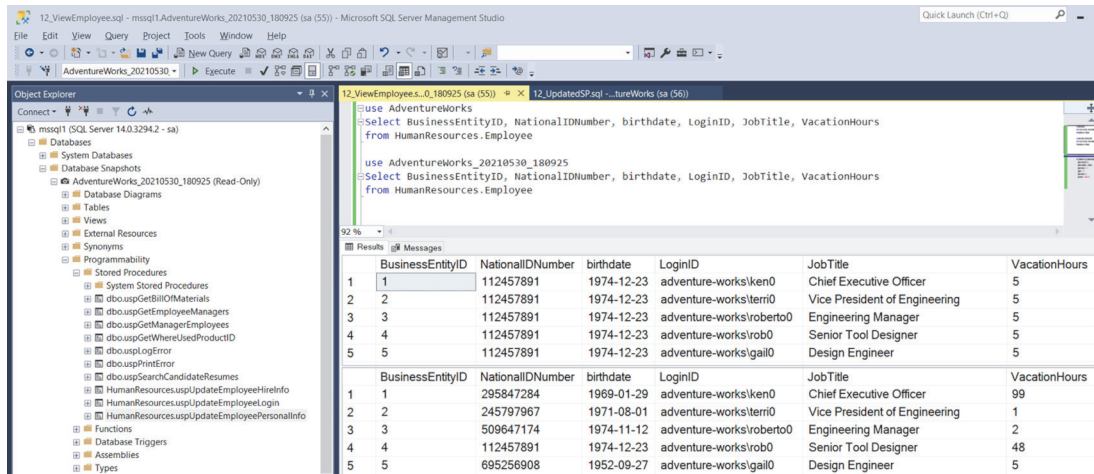 12_ViewEmployee.sql - mssql1.AdventureWorks_20210530_180925 (sa (55)) - Microsoft SQL Server Management Studio
Quick Launch (Ctrl+Q)
File Edit View Query Project Tools Window Help
New Query
AdventureWorks_20210530_ Execute
Object Explorer
Connect
mssql1 (SQL Server 14.0.3294.2 - sa)
Databases
System Databases
Database Snapshots
AdventureWorks_20210530_180925 (Read-Only)
Database Diagrams
Tables
Views
External Resources
Synonyms
Programmability
Stored Procedures
System Stored Procedures
dbo.uspGetBillOfMaterials
dbo.uspGetEmployeeManagers
dbo.uspGetManagerEmployees
dbo.uspGetWhereUsedProductID
dbo.uspLogError
dbo.uspPrintError
dbo.uspSearchCandidateResumes
HumanResources.uspUpdateEmployeeHireInfo
HumanResources.uspUpdateEmployeeLogin
HumanResources.uspUpdateEmployeePersonalInfo
Functions
Database Triggers
Assemblies
Types
12_ViewEmployee.s...0_180925 (sa (55)) 12_UpdatedSP.sql -...tureWorks (sa (56))
use AdventureWorks
Select BusinessEntityID, NationalIDNumber, birthdate, LoginID, JobTitle, VacationHours
from HumanResources.Employee
use AdventureWorks_20210530_180925
Select BusinessEntityID, NationalIDNumber, birthdate, LoginID, JobTitle, VacationHours
from HumanResources.Employee
92 %
Results Messages
BusinessEntityID NationalIDNumber birthdate LoginID JobTitle VacationHours
1 1 112457891 1974-12-23 adventure-works\ken0 Chief Executive Officer 5
2 2 112457891 1974-12-23 adventure-works\terri0 Vice President of Engineering 5
3 3 112457891 1974-12-23 adventure-works\roberto0 Engineering Manager 5
4 4 112457891 1974-12-23 adventure-works\rob0 Senior Tool Designer 5
5 5 112457891 1974-12-23 adventure-works\gail0 Design Engineer 5
BusinessEntityID NationalIDNumber birthdate LoginID JobTitle VacationHours
1 1 295847284 1969-01-29 adventure-works\ken0 Chief Executive Officer 99
2 2 245797967 1971-08-01 adventure-works\terri0 Vice President of Engineering 1
3 3 509647174 1974-11-12 adventure-works\roberto0 Engineering Manager 2
4 4 112457891 1974-12-23 adventure-works\rob0 Senior Tool Designer 48
5 5 695256908 1952-09-27 adventure-works\gail0 Design Engineer 5